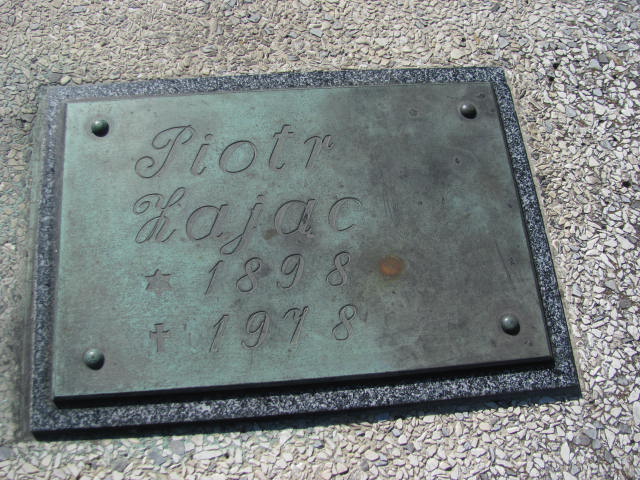 Piotr
Zając
* 1898
✝ 1978